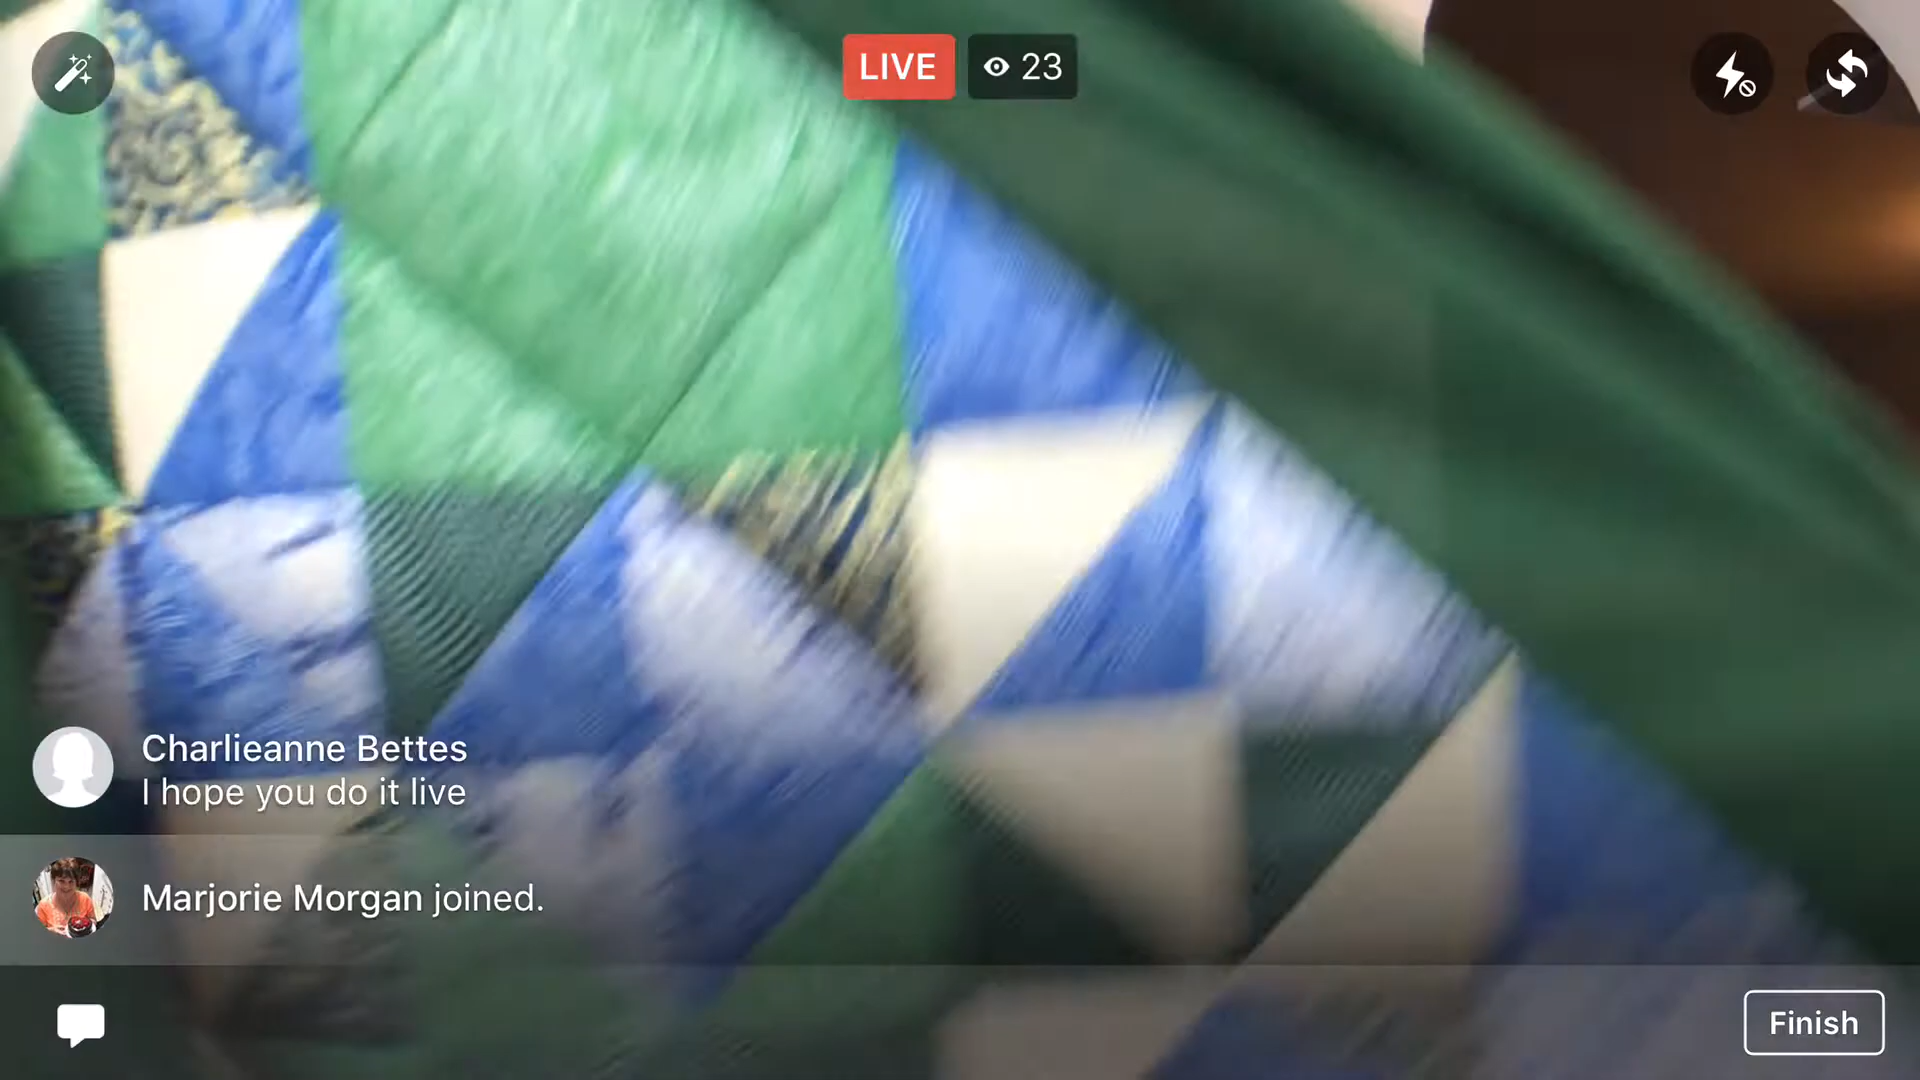 LIVE 23
Charlieanne Bettes
I hope you do it live
Marjorie Morgan joined.
Finish